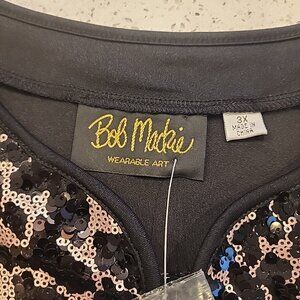 Bob Mackie
WEARABLE ART
3X
MADE IN
CHINA